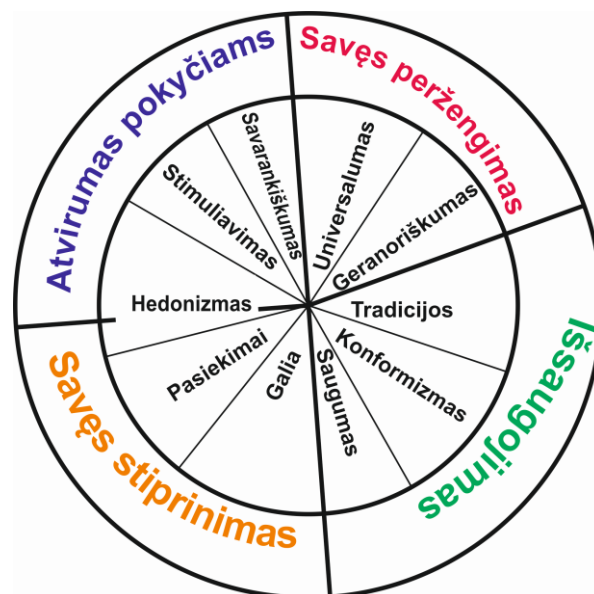 Atvirumas pokyčiams
Savęs peržengimas
Išsaugojimas
Savęs stiprinimas
Savarankiškumas
Universalumas
Geranoriškumas
Tradicijos
Konformizmas
Saugumas
Galia
Pasiekimai
Hedonizmas
Stimuliavimas